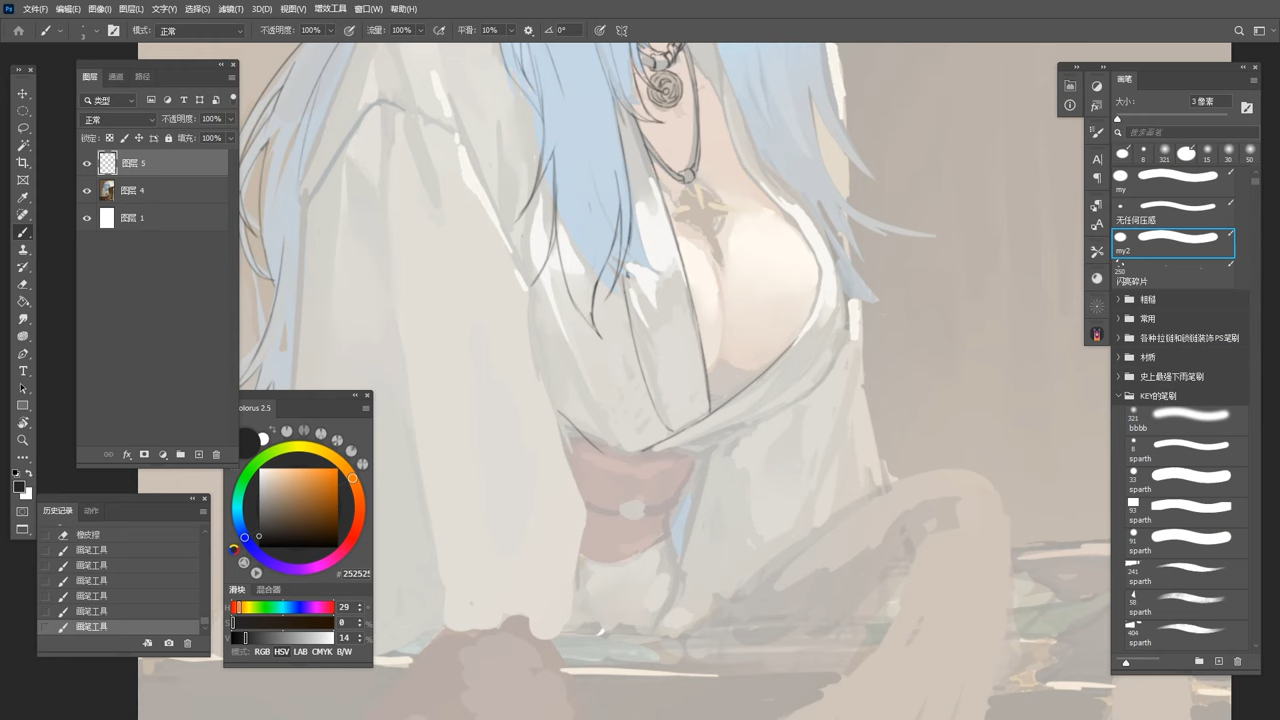 Ps 文件(F) 编辑(E) 图像(I) 图层(L) 文字(Y) 选择(S) 滤镜(T) 3D(D) 视图(V) 增效工具 窗口(W) 帮助(H)
3 模式: 正常 不透明度: 100% 流量: 100% 平滑: 10% 0°
图层 通道 路径
类型
正常 不透明度: 100%
锁定: 填充: 100%
图层 5
图层 4
图层 1
fx
历史记录 动作
橡皮擦
画笔工具
画笔工具
画笔工具
画笔工具
画笔工具
画笔工具
olorus 2.5
# 252525
滑块 混合器
H 29 °
S 0 %
V 14 %
模式: RGB HSV LAB CMYK B/W
画笔
大小: 3 像素
搜索画笔
8 321 15 30 50
my
无任何压感
my2
250
闪亮碎片
粗糙
常用
各种拉链和锁链装饰PS笔刷
材质
史上最强下雨笔刷
KEY的笔刷
321
bbbb
8
sparth
33
sparth
93
sparth
91
sparth
241
sparth
58
sparth
404
sparth